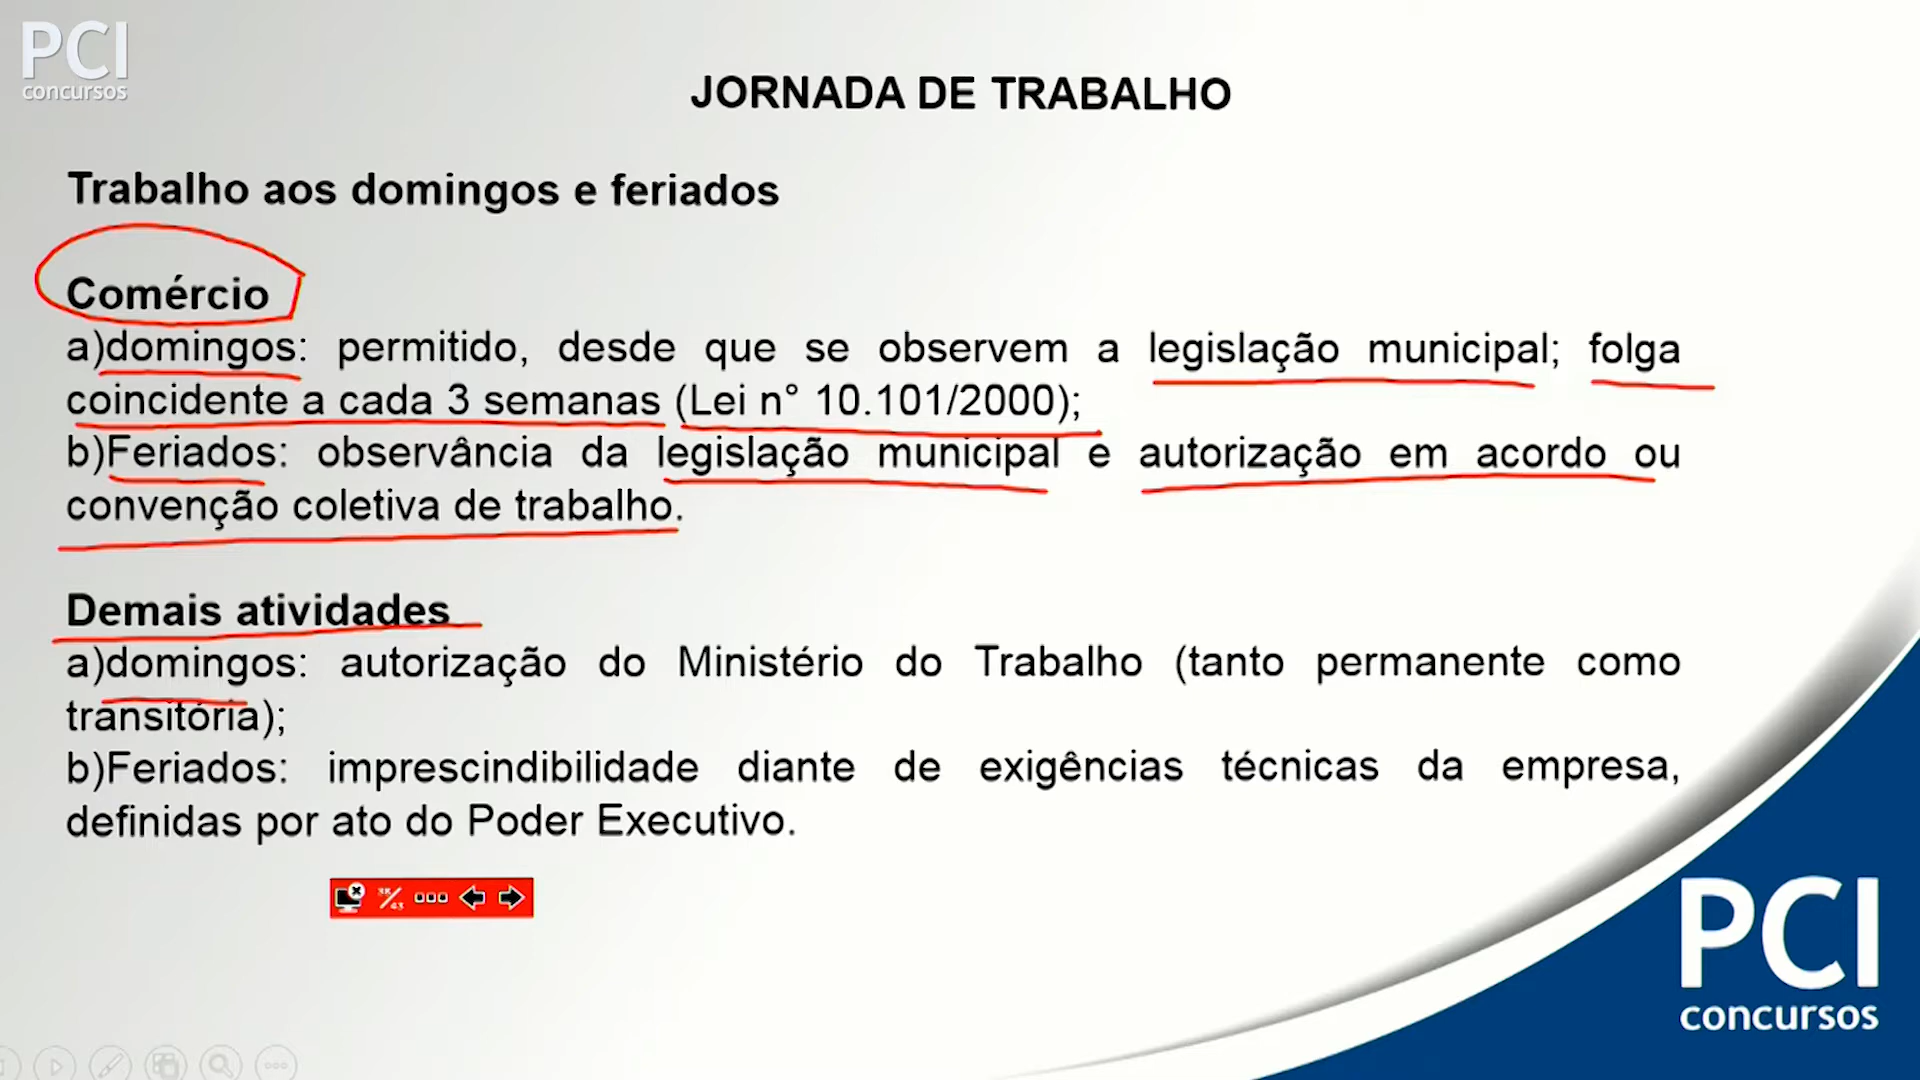 PCI
concursos
JORNADA DE TRABALHO
Trabalho aos domingos e feriados
Comércio
a)domingos: permitido, desde que se observem a legislação municipal; folga
coincidente a cada 3 semanas (Lei n° 10.101/2000);
b)Feriados: observância da legislação municipal e autorização em acordo ou
convenção coletiva de trabalho.
Demais atividades
a)domingos: autorização do Ministério do Trabalho (tanto permanente como
transitória);
b)Feriados: imprescindibilidade diante de exigências técnicas da empresa,
definidas por ato do Poder Executivo.
PCI
concursos